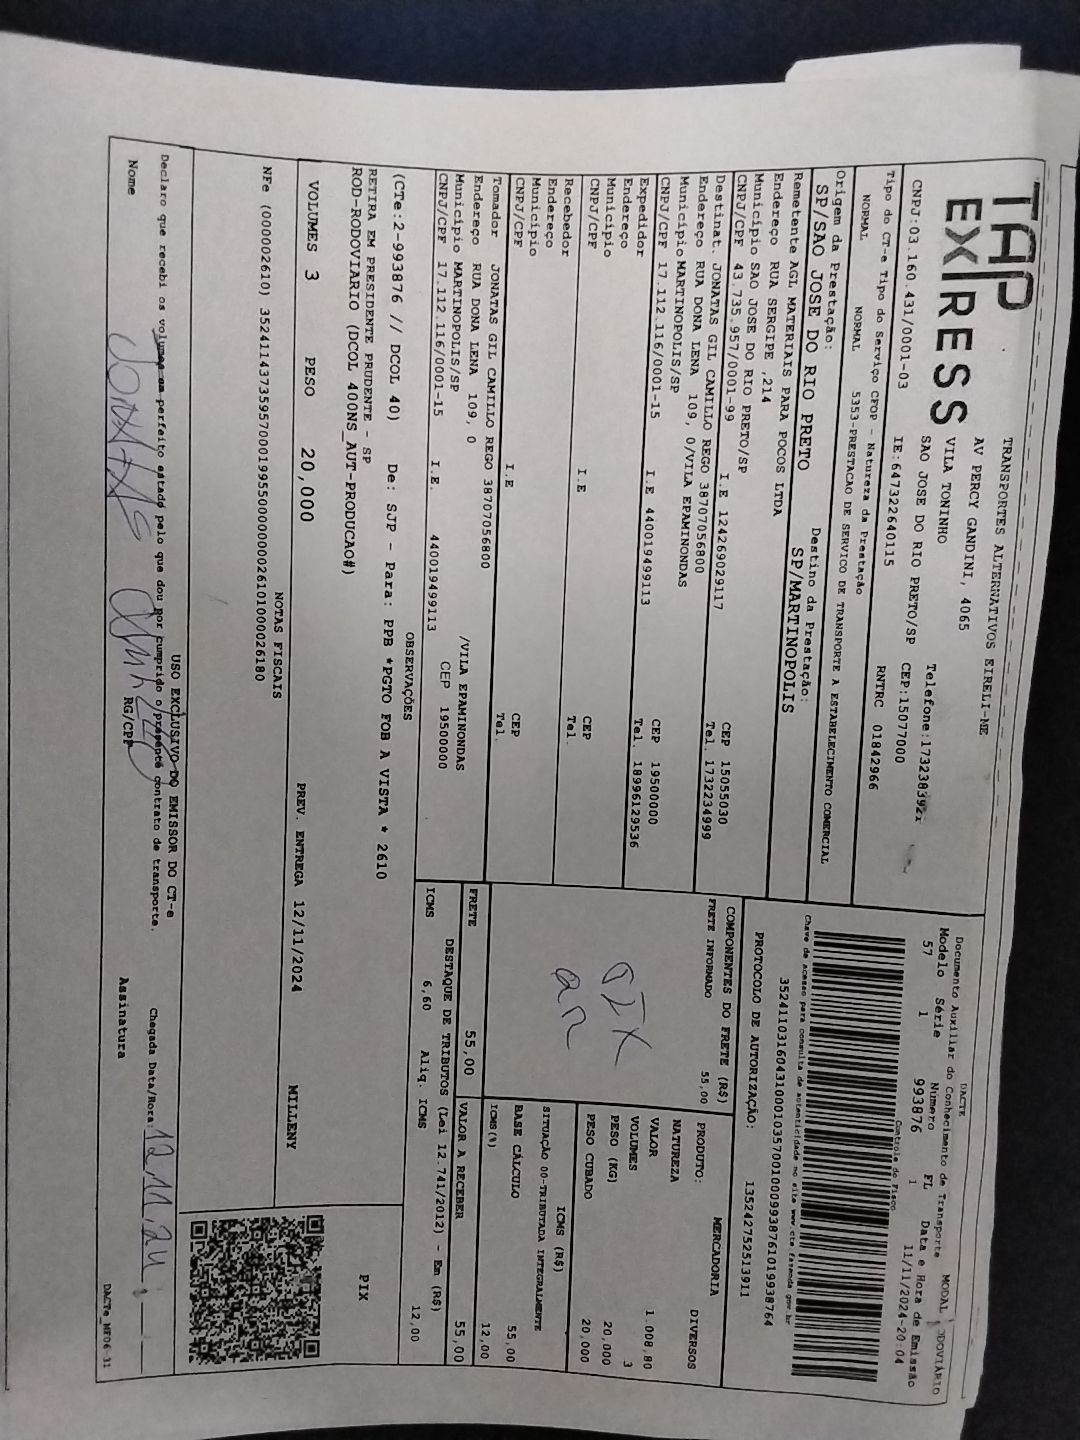 TAP
EXPRESS
TRANSPORTES ALTERNATIVOS EIRELI-ME
AV PERCY GANDINI, 4065
VILA TONINHO
SAO JOSE DO RIO PRETO/SP
Telefone:
CEP:15077000
CNPJ:03.160.431/0001-03 IE:647322640115 RNTRC 01842966
Tipo do CT-e Tipo do Serviço CFOP - Natureza da Prestação
NORMAL NORMAL 5353-PRESTACAO DE SERVICO DE TRANSPORTE A ESTABELECIMENTO COMERCIAL
Origem da Prestação: Destino da Prestação:
SP/SAO JOSE DO RIO PRETO SP/MARTINOPOLIS
DACTE
Documento Auxiliar do Conhecimento de Transporte MODAL
Modelo Série Numero FL Data e Hora de Emissão
57 1 993876 1 11/11/2024-20:04
Controle do Fisco
Chave de acesso para consulta de autenticidade no site www.cte.fazenda.gov.br
35241103160431000103570010009938761019938764
PROTOCOLO DE AUTORIZAÇÃO: 135242752513911
Remetente AGL MATERIAIS PARA POCOS LTDA
Endereço RUA SERGIPE ,214
Município SAO JOSE DO RIO PRETO/SP CEP 15055030
CNPJ/CPF 43.735.957/0001-99 I.E 124269029117 Tel. 1732234999
Destinat. JONATAS GIL CAMILLO REGO 38707056800
Endereço RUA DONA LENA 109, 0/VILA EPAMINONDAS
Município MARTINOPOLIS/SP CEP 19500000
CNPJ/CPF 17.112.116/0001-15 I.E 440019499113 Tel. 18996129536
Expedidor
Endereço
Município CEP
CNPJ/CPF I.E Tel.
Recebedor
Endereço
Município CEP
CNPJ/CPF I.E Tel.
Tomador JONATAS GIL CAMILLO REGO 38707056800
Endereço RUA DONA LENA 109, 0 /VILA EPAMINONDAS
Município MARTINOPOLIS/SP CEP 19500000
CNPJ/CPF 17.112.116/0001-15 I.E. 440019499113
COMPONENTES DO FRETE (R$)
FRETE INFORMADO 55,00
PIX
FRETE 55,00
PRODUTO: MERCADORIA
NATUREZA DIVERSOS
VALOR 1.008,80
VOLUMES 3
PESO (KG) 20,000
PESO CUBADO 20,000
ICMS (R$)
SITUAÇÃO 00-TRIBUTADA INTEGRALMENTE
BASE CÁLCULO 55,00
ICMS(%) 12,00
VALOR A RECEBER 55,00
DESTAQUE DE TRIBUTOS (Lei 12.741/2012) - Em (R$)
ICMS 6,60 Aliq. ICMS 12,00
OBSERVAÇÕES
(CTe:2-993876 // DCOL 40) De: SJP - Para: PPB *PGTO FOB A VISTA * 2610
RETIRA EM PRESIDENTE PRUDENTE - SP
ROD-RODOVIARIO (DCOL 400NS_AUT-PRODUCAO#)
PIX
VOLUMES 3 PESO 20,000 PREV. ENTREGA 12/11/2024 MILLENY
NOTAS FISCAIS
NFe (000002610) 35241143735957000199550000000026101000026180
USO EXCLUSIVO DO EMISSOR DO CT-e
Declaro que recebi os volumes em perfeito estado pelo que dou por cumprido o presente contrato de transporte.
Chegada Data/Hora: 12.11.24
Nome JONATAS RG/CPF Assinatura
DACTe_MF06-31